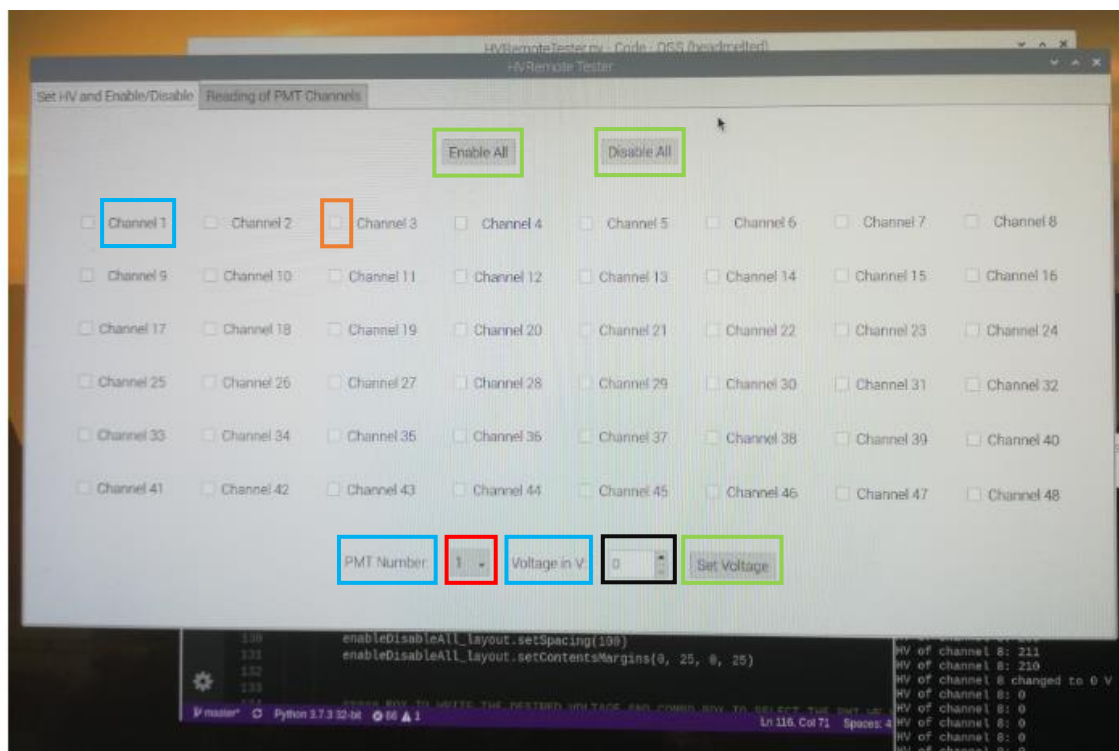 HVRemoteTester.py - Code - OSS (headmelted)
HVRemote Tester
Set HV and Enable/Disable Reading of PMT Channels
Enable All Disable All
Channel 1 Channel 2 Channel 3 Channel 4 Channel 5 Channel 6 Channel 7 Channel 8
Channel 9 Channel 10 Channel 11 Channel 12 Channel 13 Channel 14 Channel 15 Channel 16
Channel 17 Channel 18 Channel 19 Channel 20 Channel 21 Channel 22 Channel 23 Channel 24
Channel 25 Channel 26 Channel 27 Channel 28 Channel 29 Channel 30 Channel 31 Channel 32
Channel 33 Channel 34 Channel 35 Channel 36 Channel 37 Channel 38 Channel 39 Channel 40
Channel 41 Channel 42 Channel 43 Channel 44 Channel 45 Channel 46 Channel 47 Channel 48
PMT Number: 1 Voltage in V: 0 Set Voltage
130 enableDisableAll_layout.setSpacing(100)
131 enableDisableAll_layout.setContentsMargins(0, 25, 0, 25)
132
133
master* Python 3.7.3 32-bit 66 1 Ln 116, Col 71 Spaces: 4
HV of channel 8: 211
HV of channel 8: 210
HV of channel 8 changed to 0 V
HV of channel 8: 0
HV of channel 8: 0
HV of channel 8: 0
HV of channel 8: 0
HV of channel 8: 0